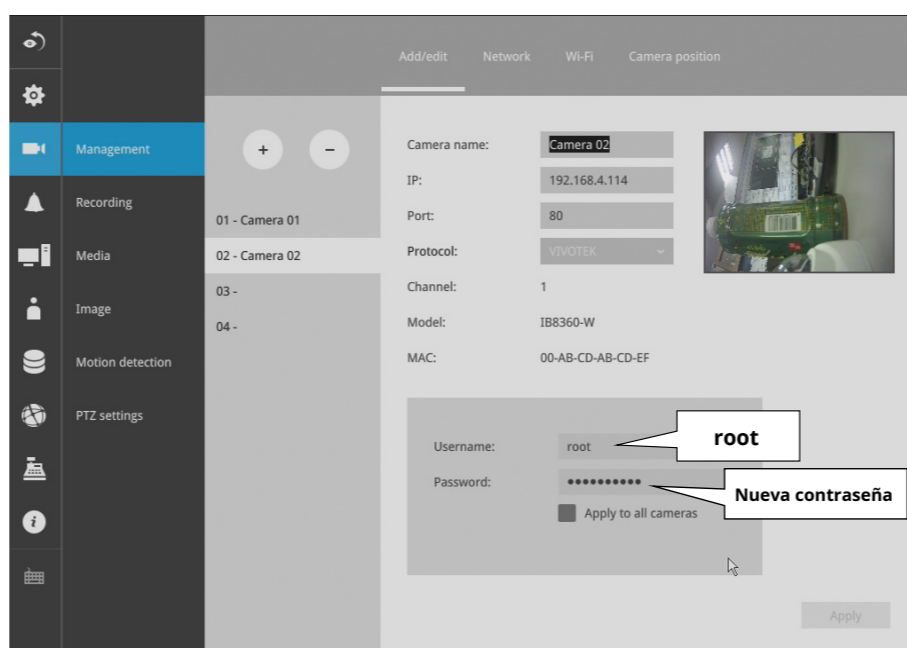 Add/edit Network Wi-Fi Camera position
Management
Recording
Media
Image
Motion detection
PTZ settings
+ -
01 - Camera 01
02 - Camera 02
03 -
04 -
Camera name: Camera 02
IP: 192.168.4.114
Port: 80
Protocol: VIVOTEK
Channel: 1
Model: IB8360-W
MAC: 00-AB-CD-AB-CD-EF
Username: root
root
Password: ••••••••••
Nueva contraseña
Apply to all cameras
Apply